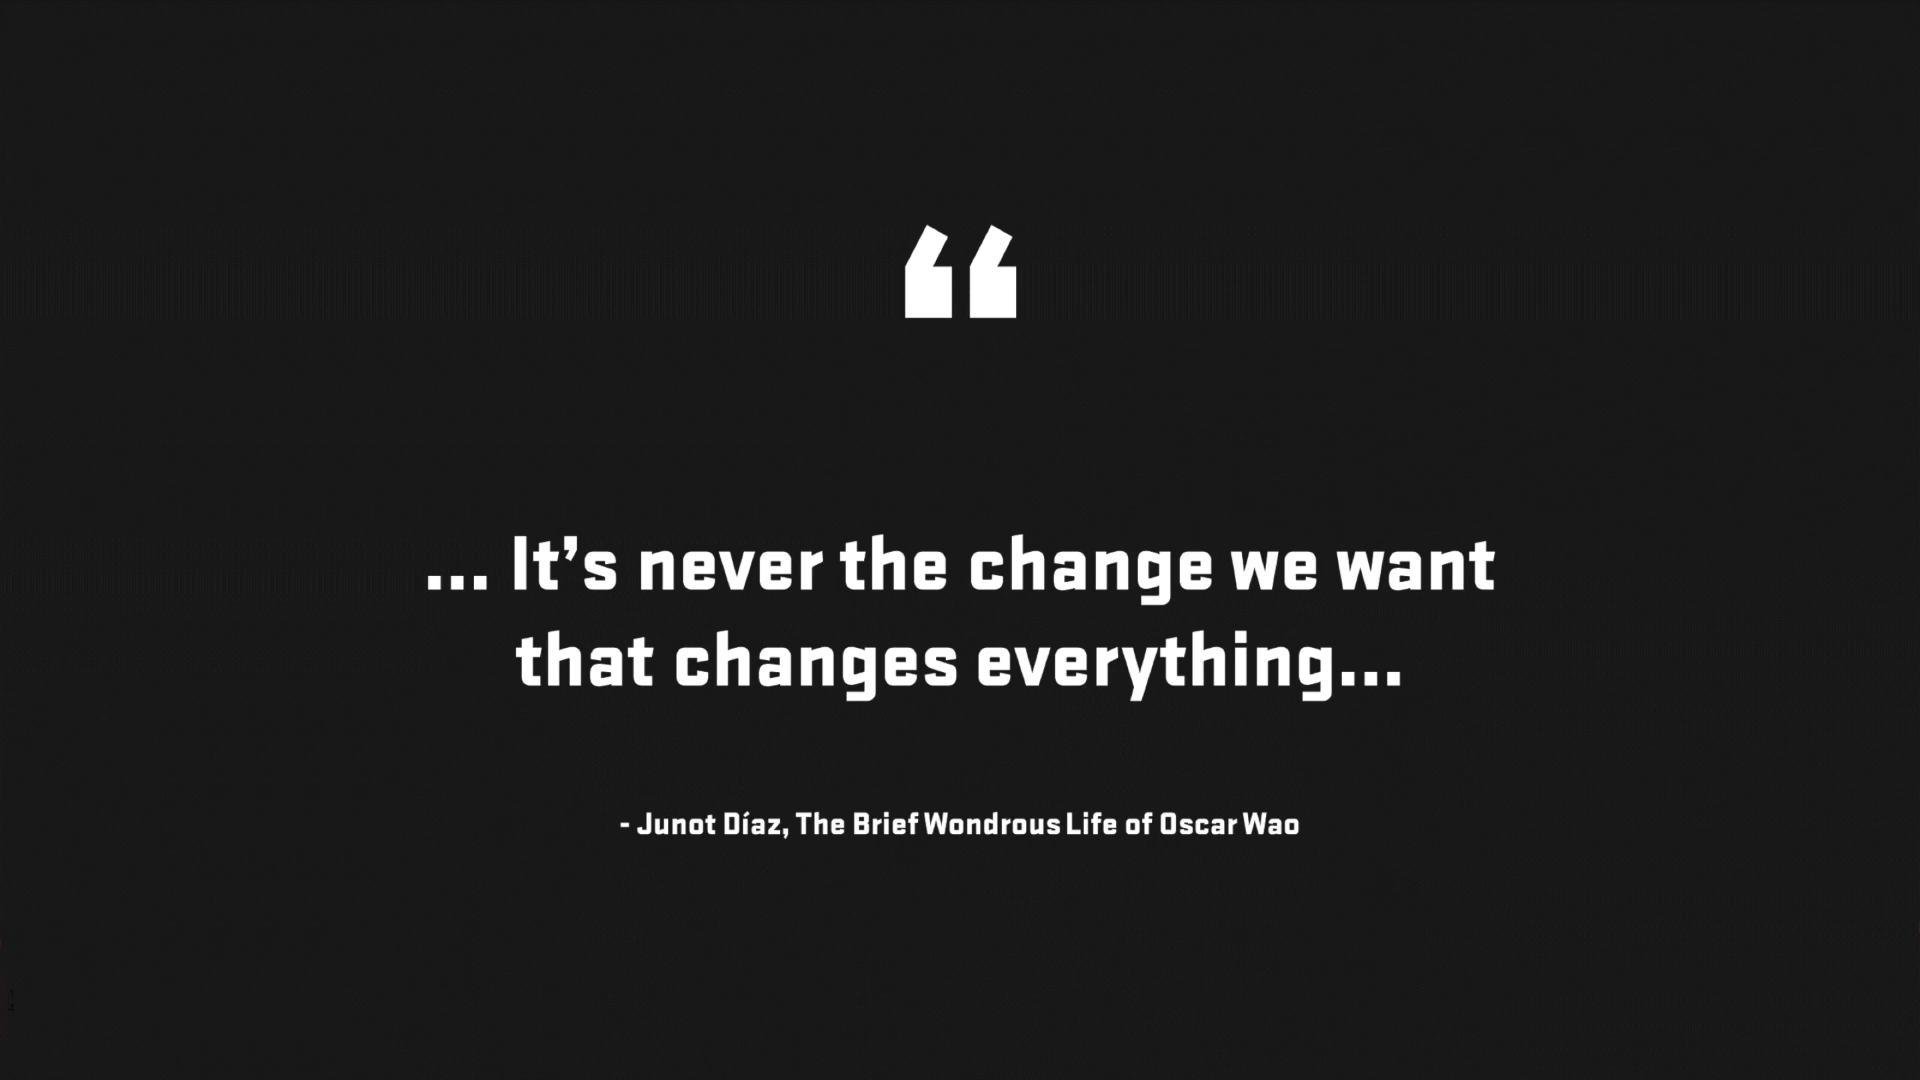 “
... It’s never the change we want
that changes everything...
- Junot Díaz, The Brief Wondrous Life of Oscar Wao